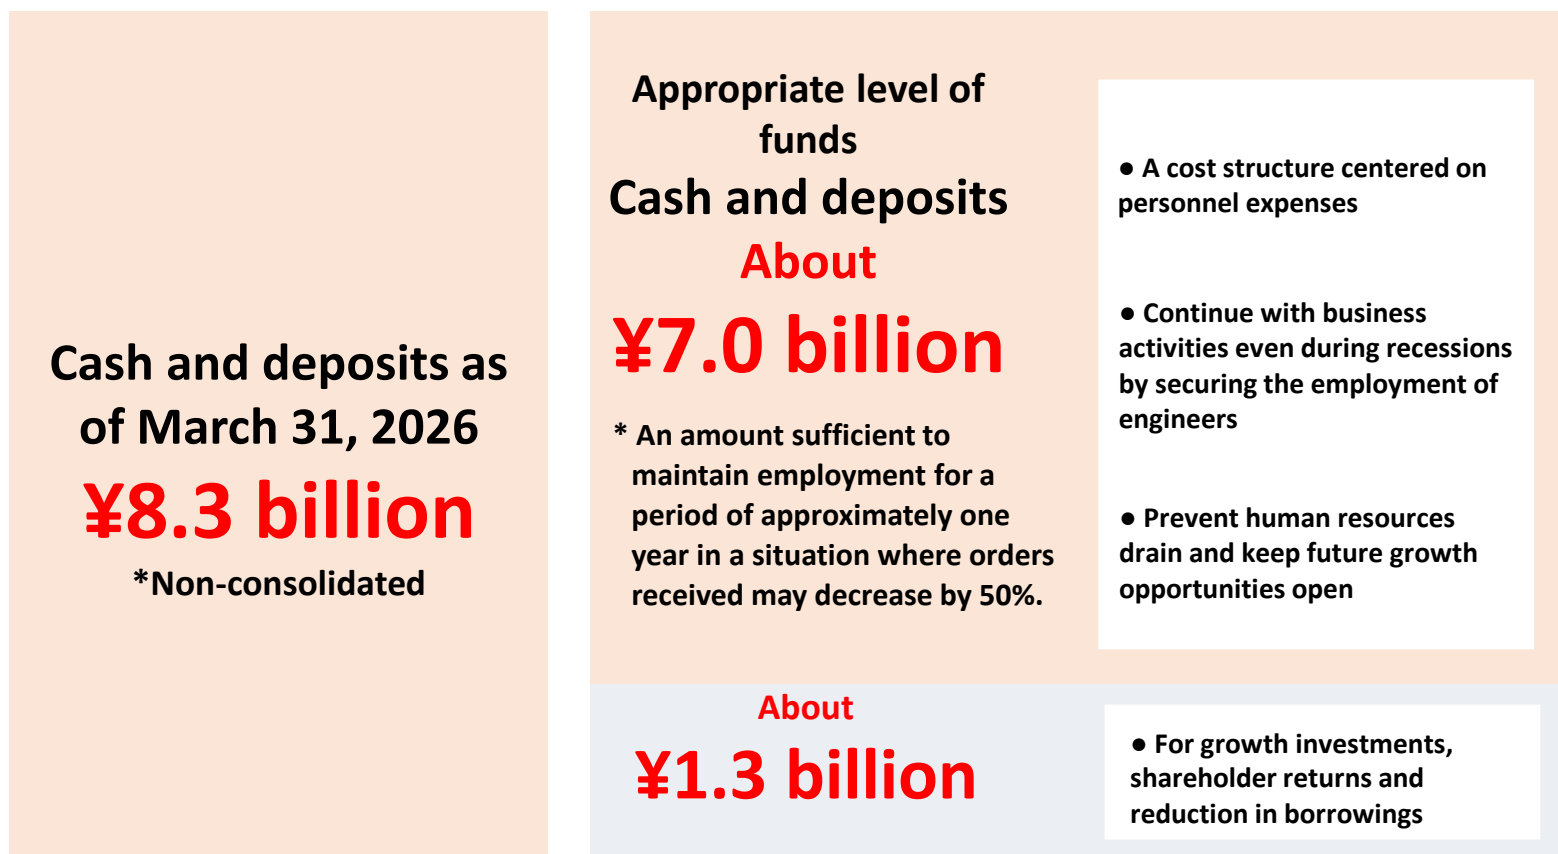 Cash and deposits as
of March 31, 2026
¥8.3 billion
*Non-consolidated
Appropriate level of
funds
Cash and deposits
About
¥7.0 billion
* An amount sufficient to
maintain employment for a
period of approximately one
year in a situation where orders
received may decrease by 50%.
● A cost structure centered on
personnel expenses
● Continue with business
activities even during recessions
by securing the employment of
engineers
● Prevent human resources
drain and keep future growth
opportunities open
About
¥1.3 billion
● For growth investments,
shareholder returns and
reduction in borrowings